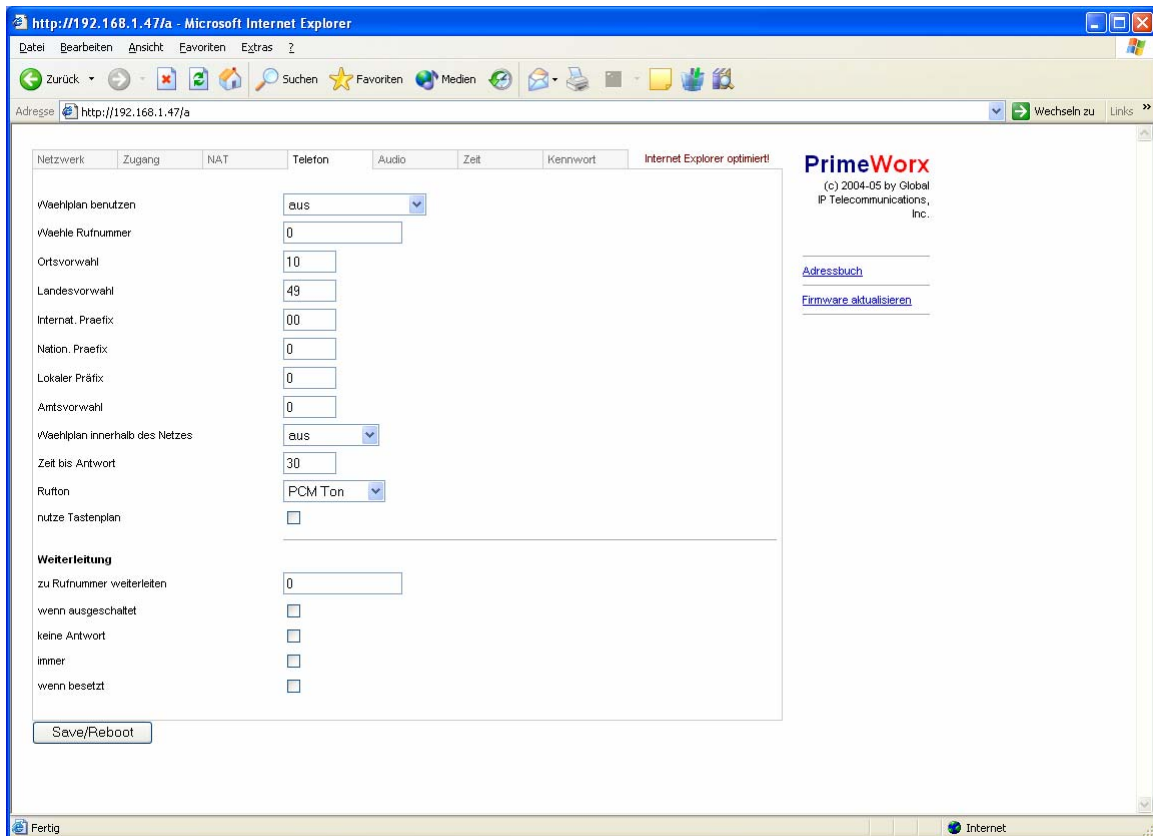 http://192.168.1.47/a - Microsoft Internet Explorer
Datei Bearbeiten Ansicht Favoriten Extras ?
Zurück Suchen Favoriten Medien
Adresse http://192.168.1.47/a Wechseln zu Links »
Netzwerk Zugang NAT Telefon Audio Zeit Kennwort Internet Explorer optimiert!
PrimeWorx
(c) 2004-05 by Global
IP Telecommunications,
Inc.
Adressbuch
Firmware aktualisieren
Waehlplan benutzen aus
Waehle Rufnummer 0
Ortsvorwahl 10
Landesvorwahl 49
Internat. Praefix 00
Nation. Praefix 0
Lokaler Präfix 0
Amtsvorwahl 0
Waehlplan innerhalb des Netzes aus
Zeit bis Antwort 30
Rufton PCM Ton
nutze Tastenplan
Weiterleitung
zu Rufnummer weiterleiten 0
wenn ausgeschaltet
keine Antwort
immer
wenn besetzt
Save/Reboot
Fertig Internet